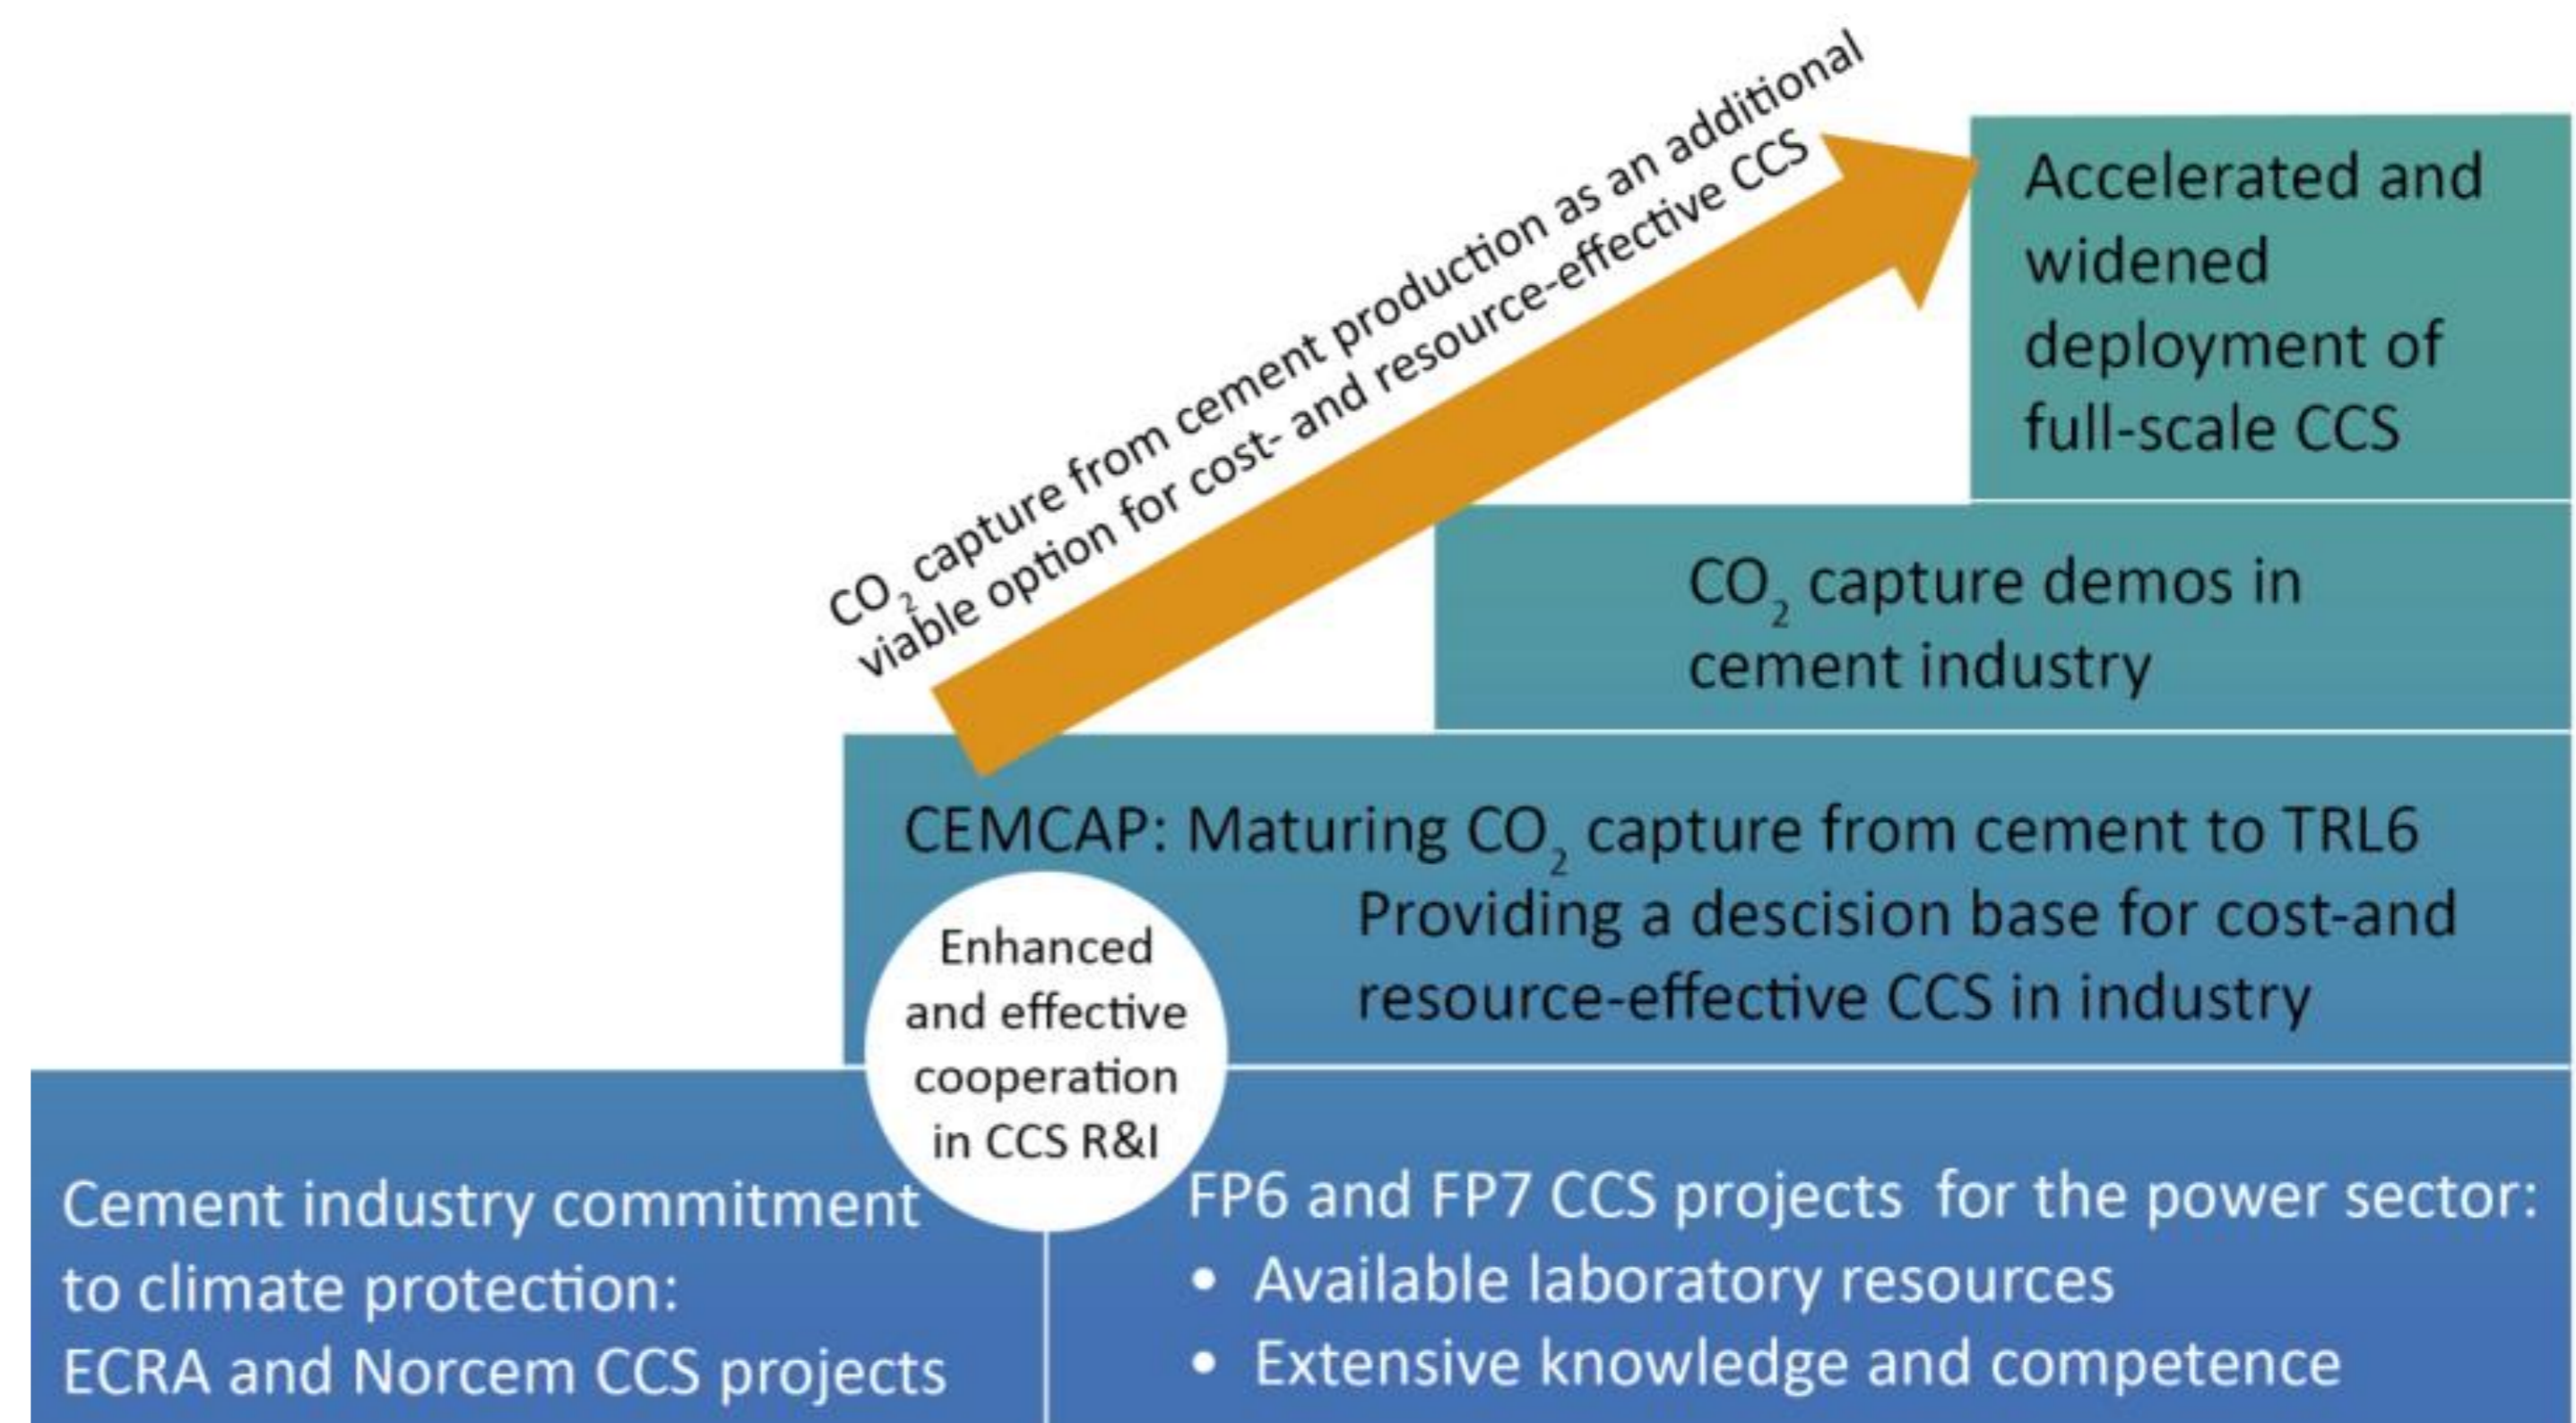 CO₂ capture from cement production as an additional
viable option for cost- and resource-effective CCS
Accelerated and
widened
deployment of
full-scale CCS
CO₂ capture demos in
cement industry
CEMCAP: Maturing CO₂ capture from cement to TRL6
Providing a descision base for cost-and
resource-effective CCS in industry
Enhanced
and effective
cooperation
in CCS R&I
Cement industry commitment
to climate protection:
ECRA and Norcem CCS projects
FP6 and FP7 CCS projects for the power sector:
• Available laboratory resources
• Extensive knowledge and competence